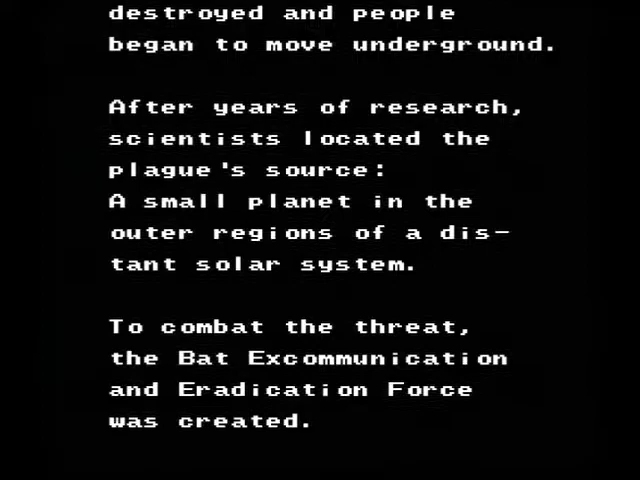 destroyed and people
began to move underground.
After years of research,
scientists located the
plague's source:
A small planet in the
outer regions of a dis-
tant solar system.
To combat the threat,
the Bat Excommunication
and Eradication Force
was created.